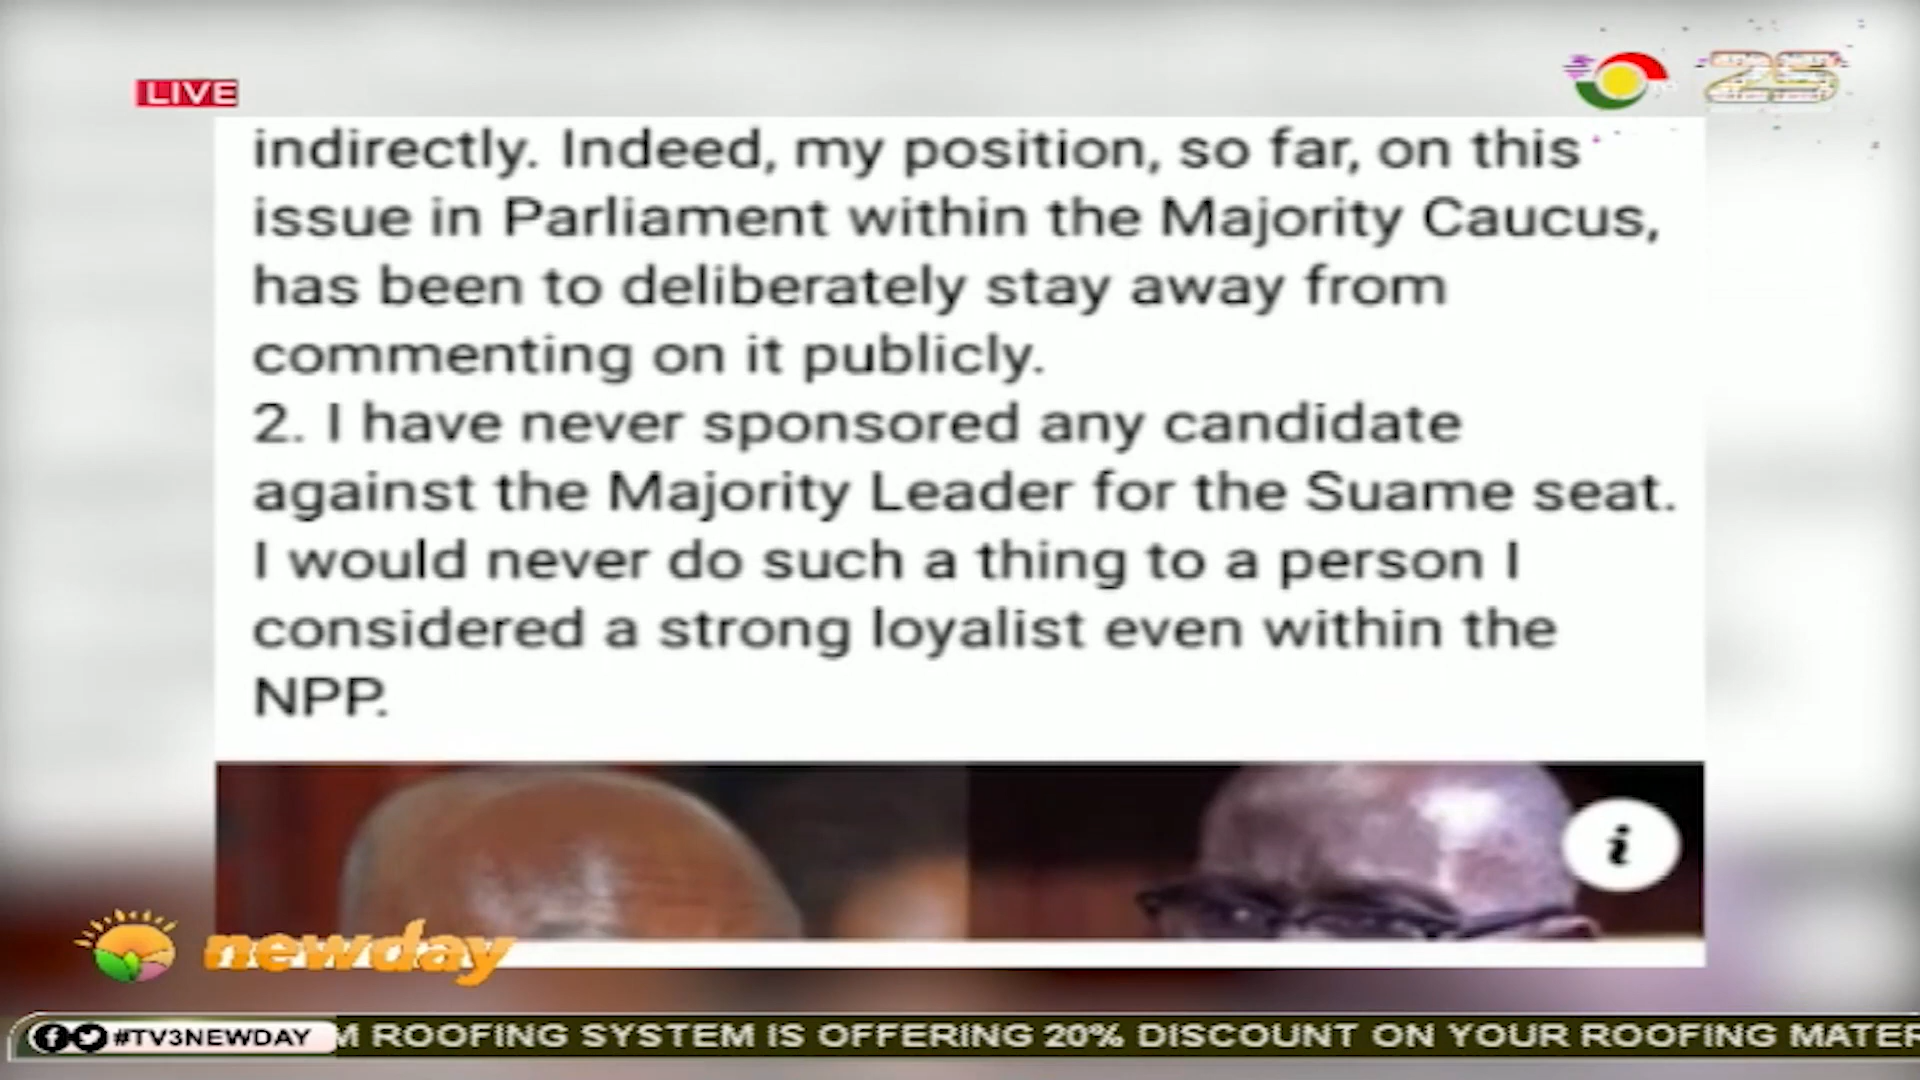 LIVE
25
indirectly. Indeed, my position, so far, on this
issue in Parliament within the Majority Caucus,
has been to deliberately stay away from
commenting on it publicly.
2. I have never sponsored any candidate
against the Majority Leader for the Suame seat.
I would never do such a thing to a person I
considered a strong loyalist even within the
NPP.
i
newday
#TV3NEWDAY
M ROOFING SYSTEM IS OFFERING 20% DISCOUNT ON YOUR ROOFING MATER